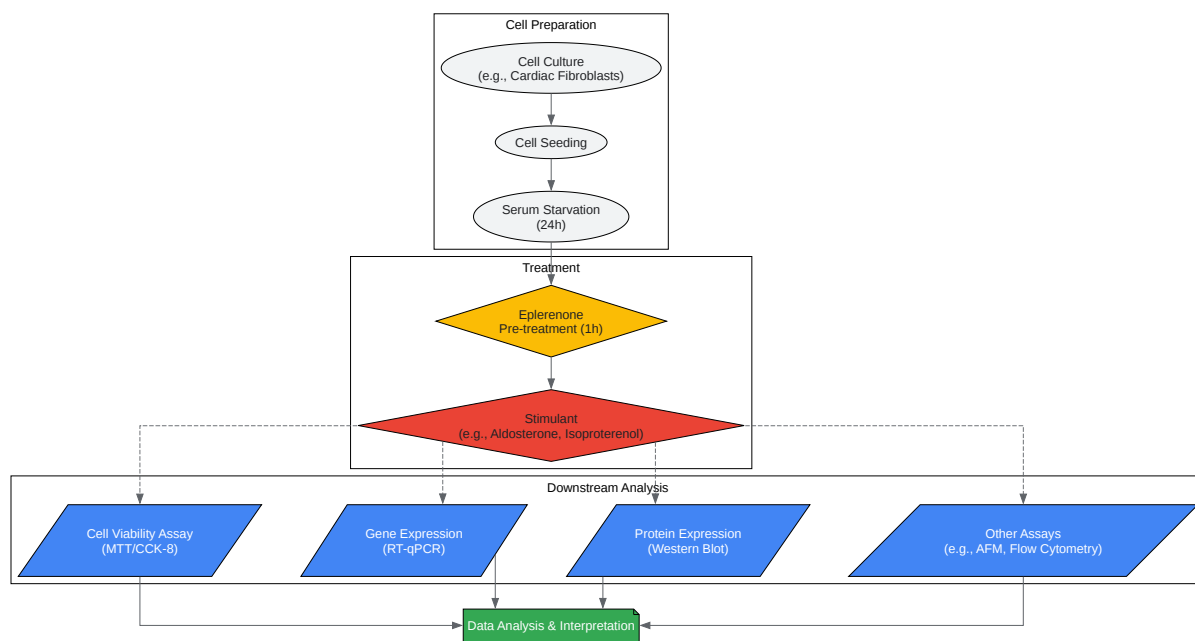 Cell Preparation
Cell Culture
(e.g., Cardiac Fibroblasts)
Cell Seeding
Serum Starvation
(24h)
Treatment
Eplerenone
Pre-treatment (1h)
Stimulant
(e.g., Aldosterone, Isoproterenol)
Downstream Analysis
Cell Viability Assay
(MTT/CCK-8)
Gene Expression
(RT-qPCR)
Protein Expression
(Western Blot)
Other Assays
(e.g., AFM, Flow Cytometry)
Data Analysis & Interpretation